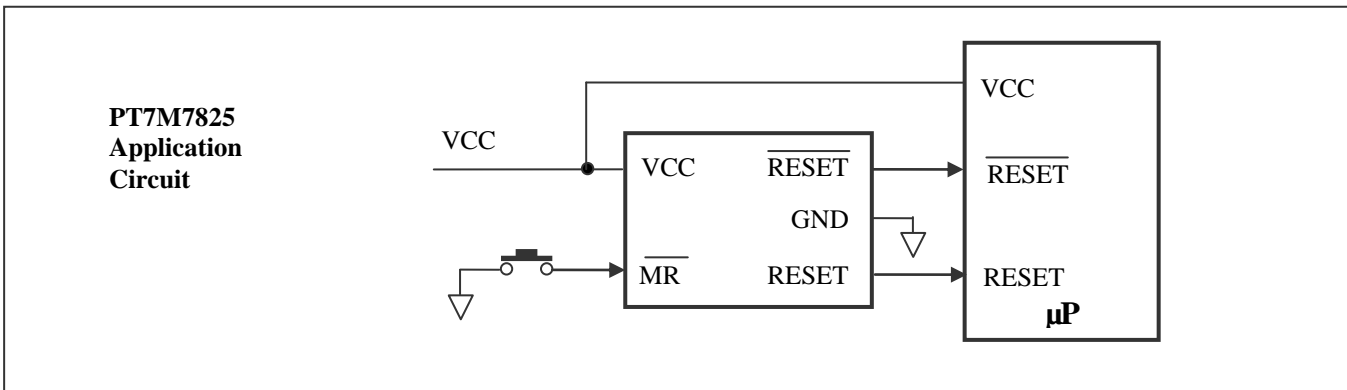 PT7M7825
Application
Circuit
VCC
VCC
RESET
GND
MR
RESET
VCC
RESET
RESET
μP